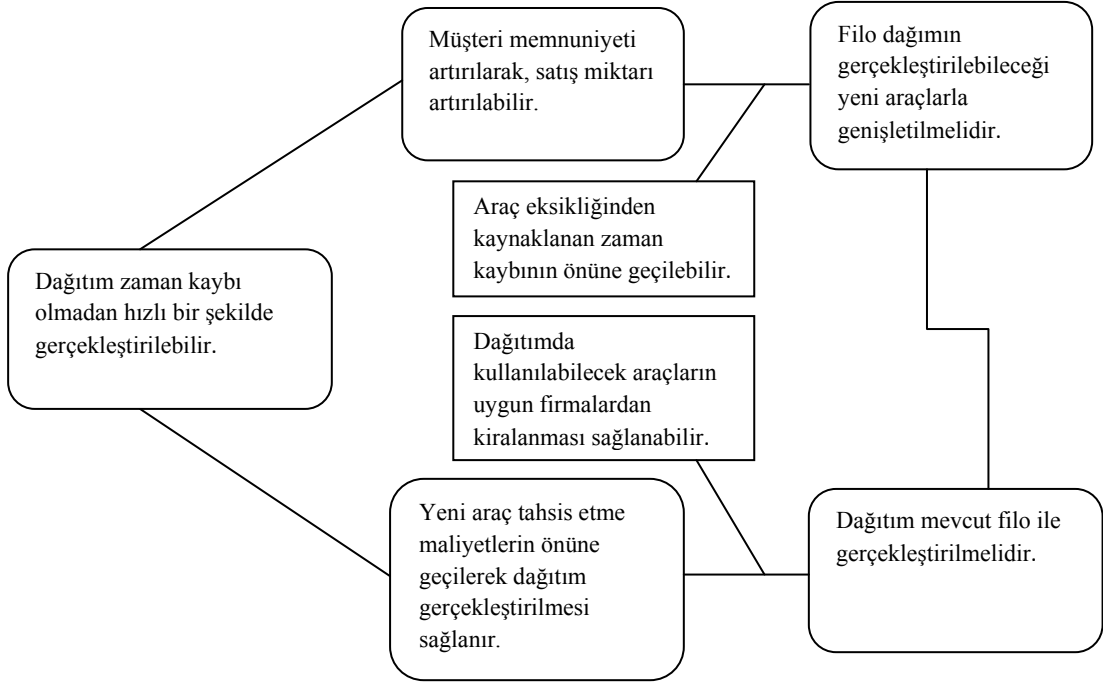 Müşteri memnuniyeti
artırılarak, satış miktarı
artırılabilir.
Filo dağımın
gerçekleştirilebileceği
yeni araçlarla
genişletilmelidir.
Araç eksikliğinden
kaynaklanan zaman
kaybının önüne geçilebilir.
Dağıtım zaman kaybı
olmadan hızlı bir şekilde
gerçekleştirilebilir.
Dağıtımda
kullanılabilecek araçların
uygun firmalardan
kiralanması sağlanabilir.
Yeni araç tahsis etme
maliyetlerin önüne
geçilerek dağıtım
gerçekleştirilmesi
sağlanır.
Dağıtım mevcut filo ile
gerçekleştirilmelidir.